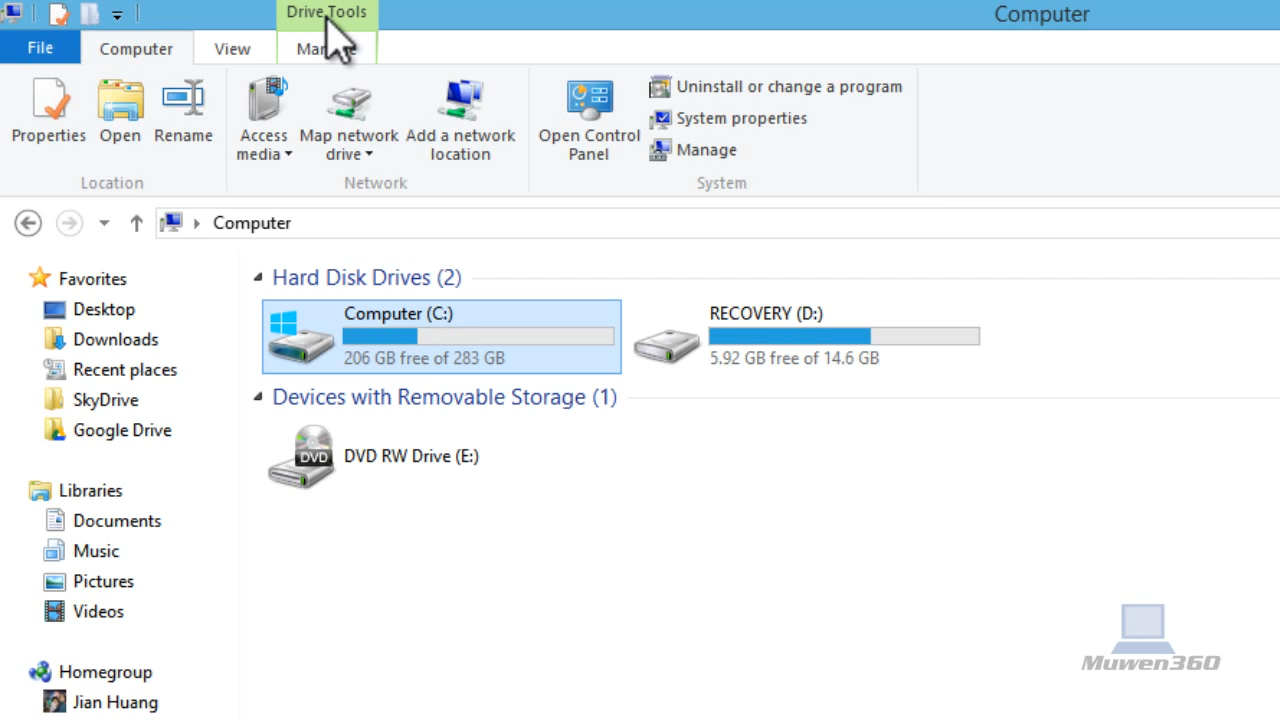 Drive Tools
Computer
File
Computer
View
Properties
Open
Rename
Access
media
Map network
drive
Add a network
location
Open Control
Panel
Uninstall or change a program
System properties
Manage
Location
Network
System
Computer
Favorites
Desktop
Downloads
Recent places
SkyDrive
Google Drive
Libraries
Documents
Music
Pictures
Videos
Homegroup
Jian Huang
Hard Disk Drives (2)
Computer (C:)
206 GB free of 283 GB
RECOVERY (D:)
5.92 GB free of 14.6 GB
Devices with Removable Storage (1)
DVD
DVD RW Drive (E:)
Muwen360